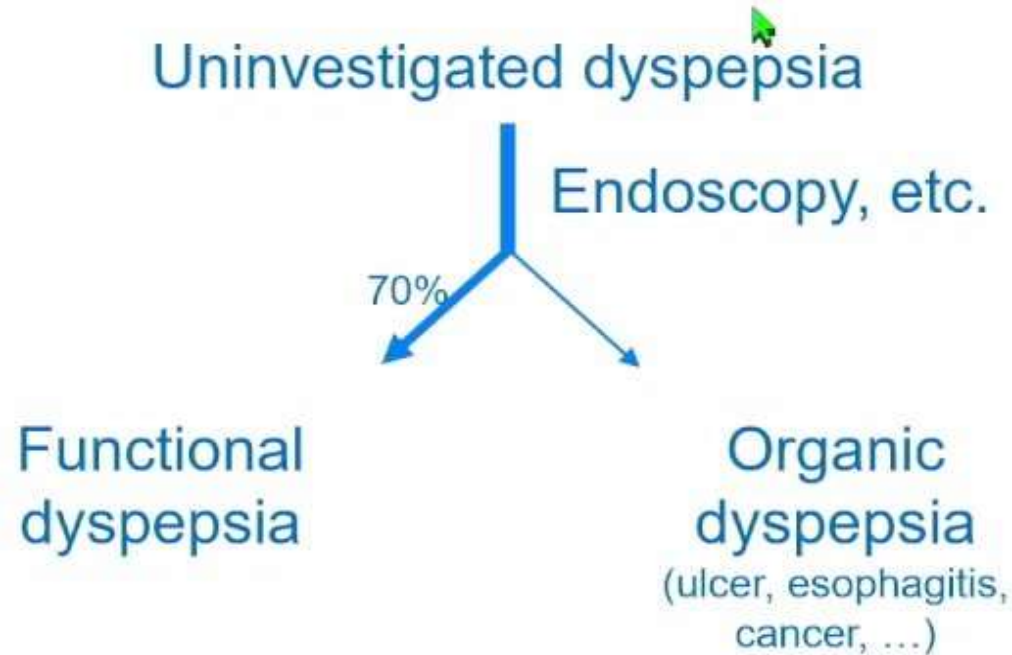 Uninvestigated dyspepsia
Endoscopy, etc.
70%
Functional
dyspepsia
Organic
dyspepsia
(ulcer, esophagitis,
cancer, …)